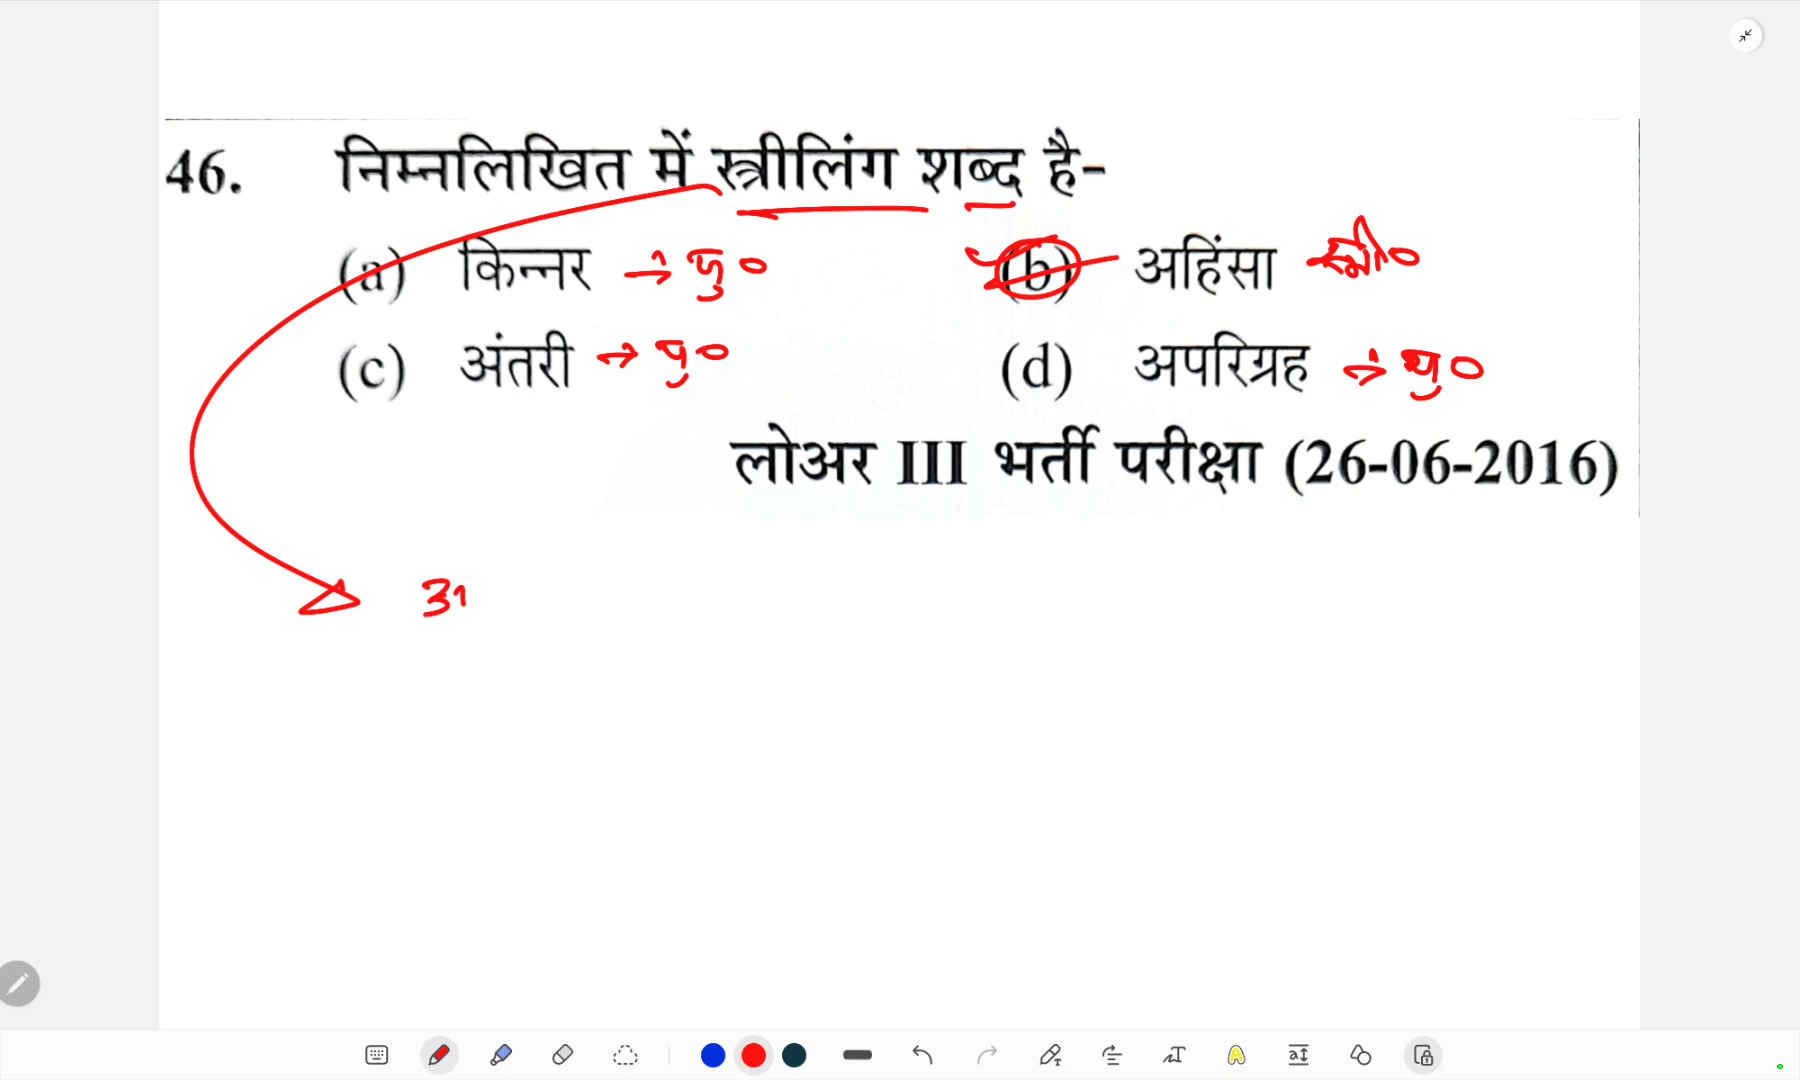 46. निम्नलिखित में स्त्रीलिंग शब्द है-
(a) किन्नर → पु० (b) अहिंसा स्त्री०
(c) अंतरी → पु० (d) अपरिग्रह → पु०
लोअर III भर्ती परीक्षा (26-06-2016)